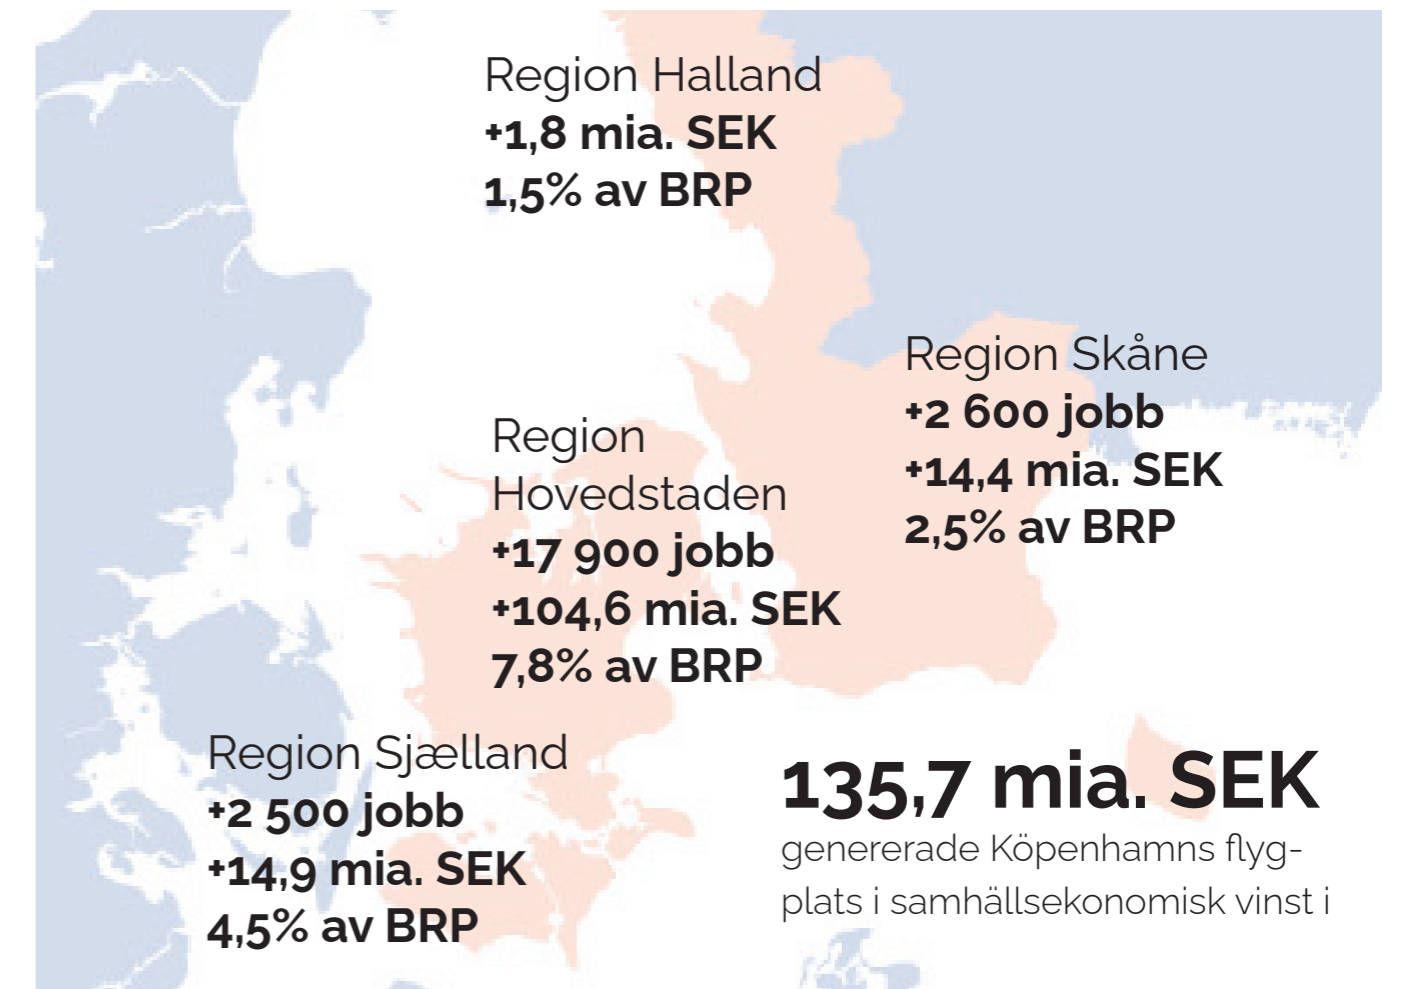 Region Halland
+1,8 mia. SEK
1,5% av BRP
Region Skåne
+2 600 jobb
+14,4 mia. SEK
2,5% av BRP
Region
Hovedstaden
+17 900 jobb
+104,6 mia. SEK
7,8% av BRP
Region Sjælland
+2 500 jobb
+14,9 mia. SEK
4,5% av BRP
135,7 mia. SEK
genererade Köpenhamns flyg-
plats i samhällsekonomisk vinst i